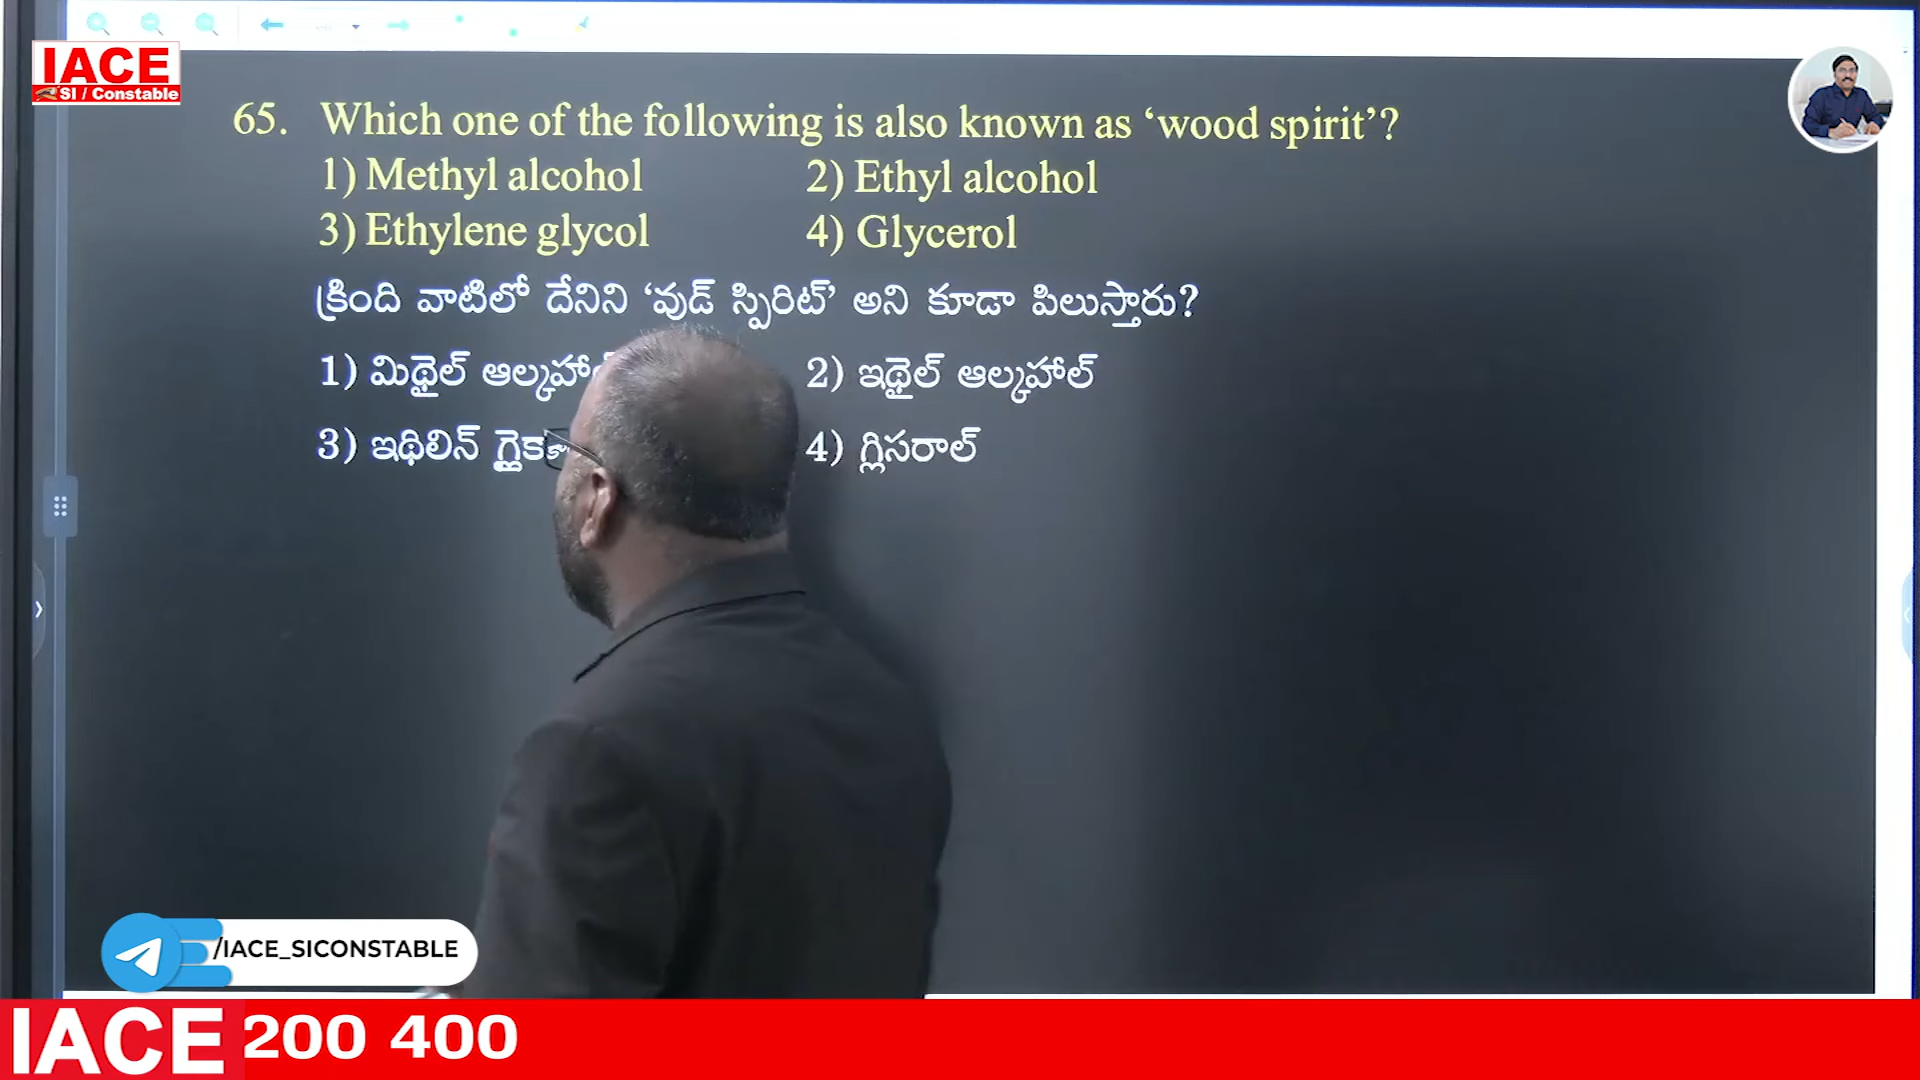 IACE
SI / Constable
65. Which one of the following is also known as ‘wood spirit’?
1) Methyl alcohol 2) Ethyl alcohol
3) Ethylene glycol 4) Glycerol
క్రింది వాటిలో దేనిని ‘వుడ్ స్పిరిట్’ అని కూడా పిలుస్తారు?
1) మిథైల్ 2) ఇథైల్ ఆల్కహాల్
3) ఇథిలిన్ 4) గ్లిసరాల్
/IACE_SICONSTABLE
IACE 200 400